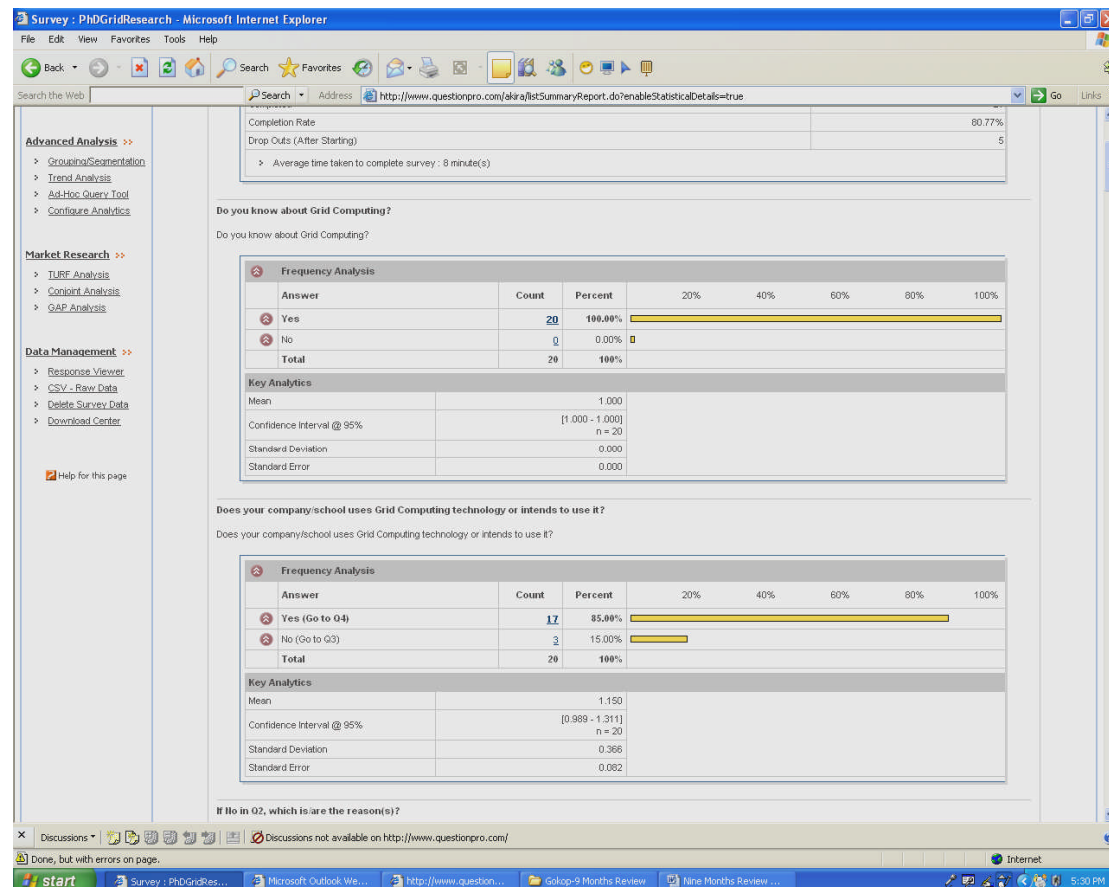 Survey : PhDGridResearch - Microsoft Internet Explorer
File Edit View Favorites Tools Help
Back Search Favorites
Search the Web Search Address http://www.questionpro.com/akira/listSummaryReport.do?enableStatisticalDetails=true Go Links
Completion Rate 80.77%
Drop Outs (After Starting) 5
> Average time taken to complete survey : 8 minute(s)
Advanced Analysis >>
> Grouping/Segmentation
> Trend Analysis
> Ad-Hoc Query Tool
> Configure Analytics
Market Research >>
> TURF Analysis
> Conjoint Analysis
> GAP Analysis
Data Management >>
> Response Viewer
> CSV - Raw Data
> Delete Survey Data
> Download Center
Help for this page
Do you know about Grid Computing?
Do you know about Grid Computing?
Frequency Analysis
Answer Count Percent 20% 40% 60% 80% 100%
Yes 20 100.00%
No 0 0.00%
Total 20 100%
Key Analytics
Mean 1.000
Confidence Interval @ 95% [1.000 - 1.000]
n = 20
Standard Deviation 0.000
Standard Error 0.000
Does your company/school uses Grid Computing technology or intends to use it?
Does your company/school uses Grid Computing technology or intends to use it?
Frequency Analysis
Answer Count Percent 20% 40% 60% 80% 100%
Yes (Go to Q4) 17 85.00%
No (Go to Q3) 3 15.00%
Total 20 100%
Key Analytics
Mean 1.150
Confidence Interval @ 95% [0.989 - 1.311]
n = 20
Standard Deviation 0.366
Standard Error 0.082
If No in Q2, which is/are the reason(s)?
Discussions Discussions not available on http://www.questionpro.com/
Done, but with errors on page. Internet
start Survey : PhDGridRes... Microsoft Outlook We... http://www.question... Gokop-9 Months Review Nine Months Review ... 5:30 PM